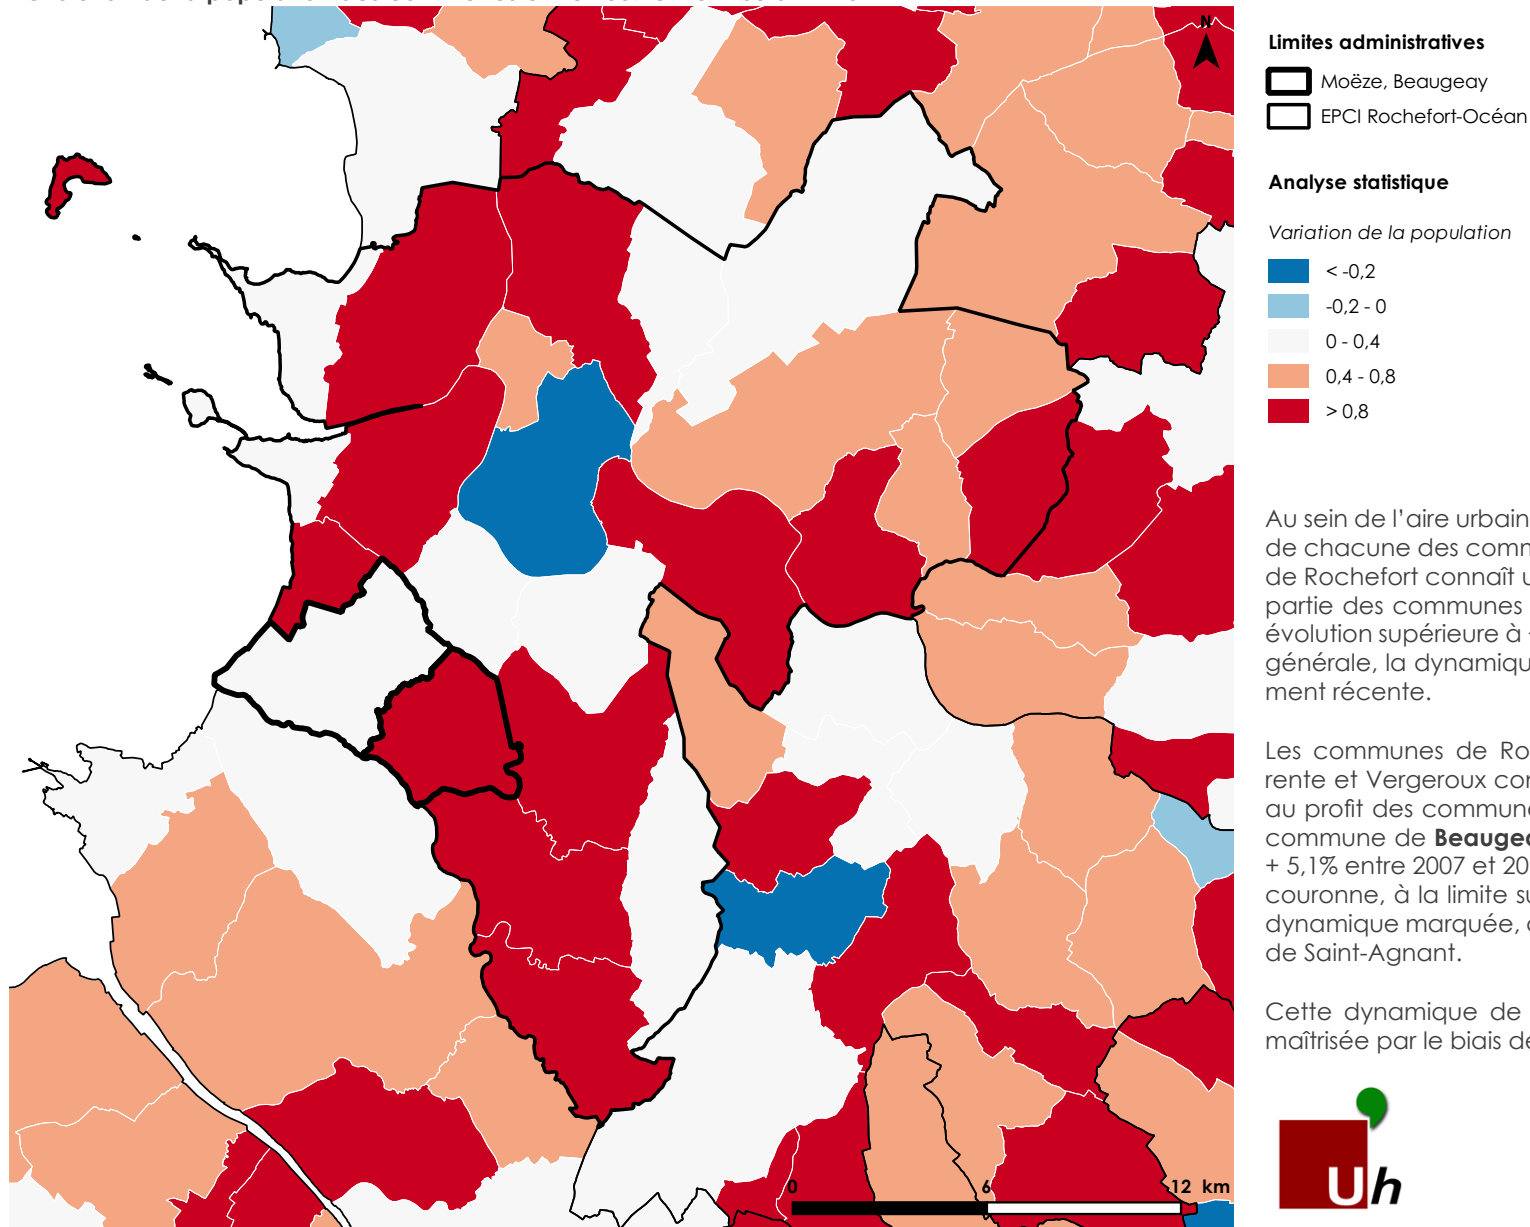 N
Limites administratives
Moëze, Beaugeay
EPCI Rochefort-Océan
Analyse statistique
Variation de la population
< -0,2
-0,2 - 0
0 - 0,4
0,4 - 0,8
> 0,8
Au sein de l'aire urbain
de chacune des comm
de Rochefort connaît u
partie des communes
évolution supérieure à
générale, la dynamiqu
ment récente.
Les communes de Ro
rente et Vergeroux con
au profit des commune
commune de Beaugea
+ 5,1% entre 2007 et 20
couronne, à la limite su
dynamique marquée, c
de Saint-Agnant.
Cette dynamique de
maîtrisée par le biais de
0 6 12 km
Uh